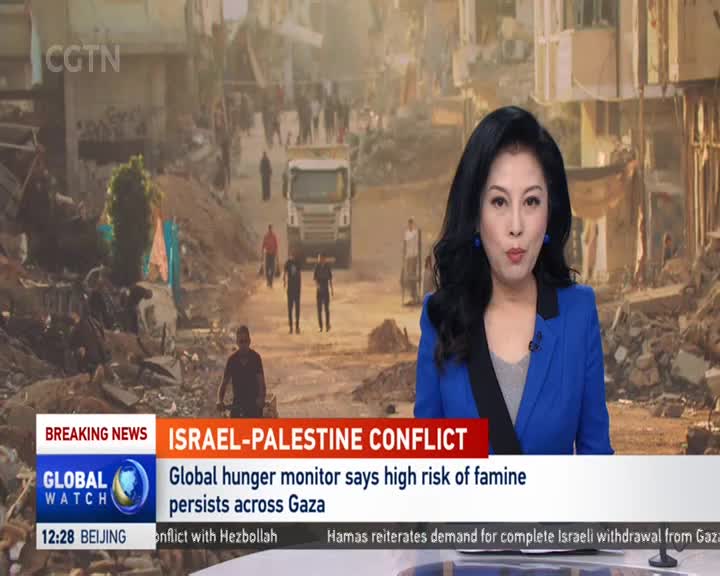 CGTN
BREAKING NEWS
ISRAEL-PALESTINE CONFLICT
GLOBAL
WATCH
Global hunger monitor says high risk of famine
persists across Gaza
12:28 BEIJING
onflict with Hezbollah Hamas reiterates demand for complete Israeli withdrawal from Gaza